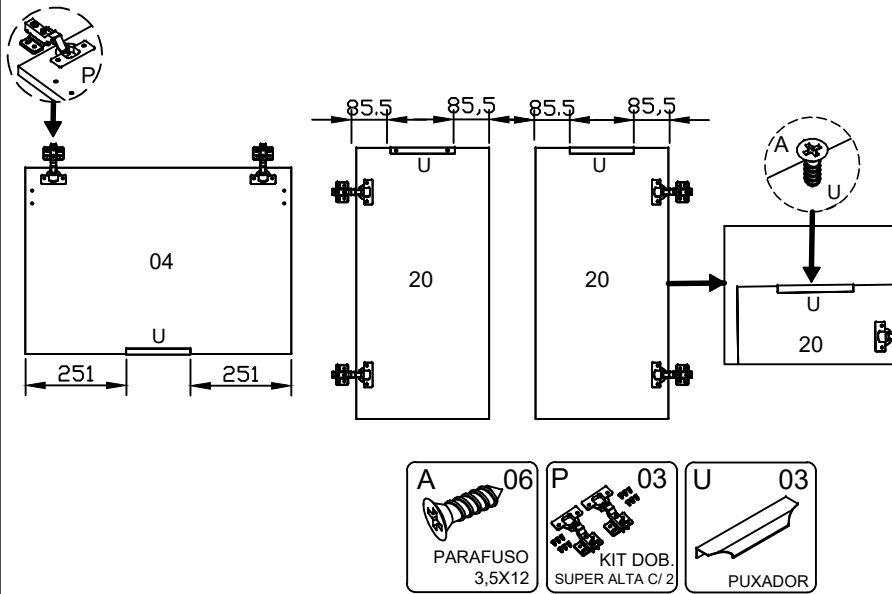 P
85.5 85,5 85.5 85,5
U U
A
U
04
20 20
U
U
20
251 251
A 06
PARAFUSO
3,5X12
P 03
KIT DOB.
SUPER ALTA C/ 2
U 03
PUXADOR